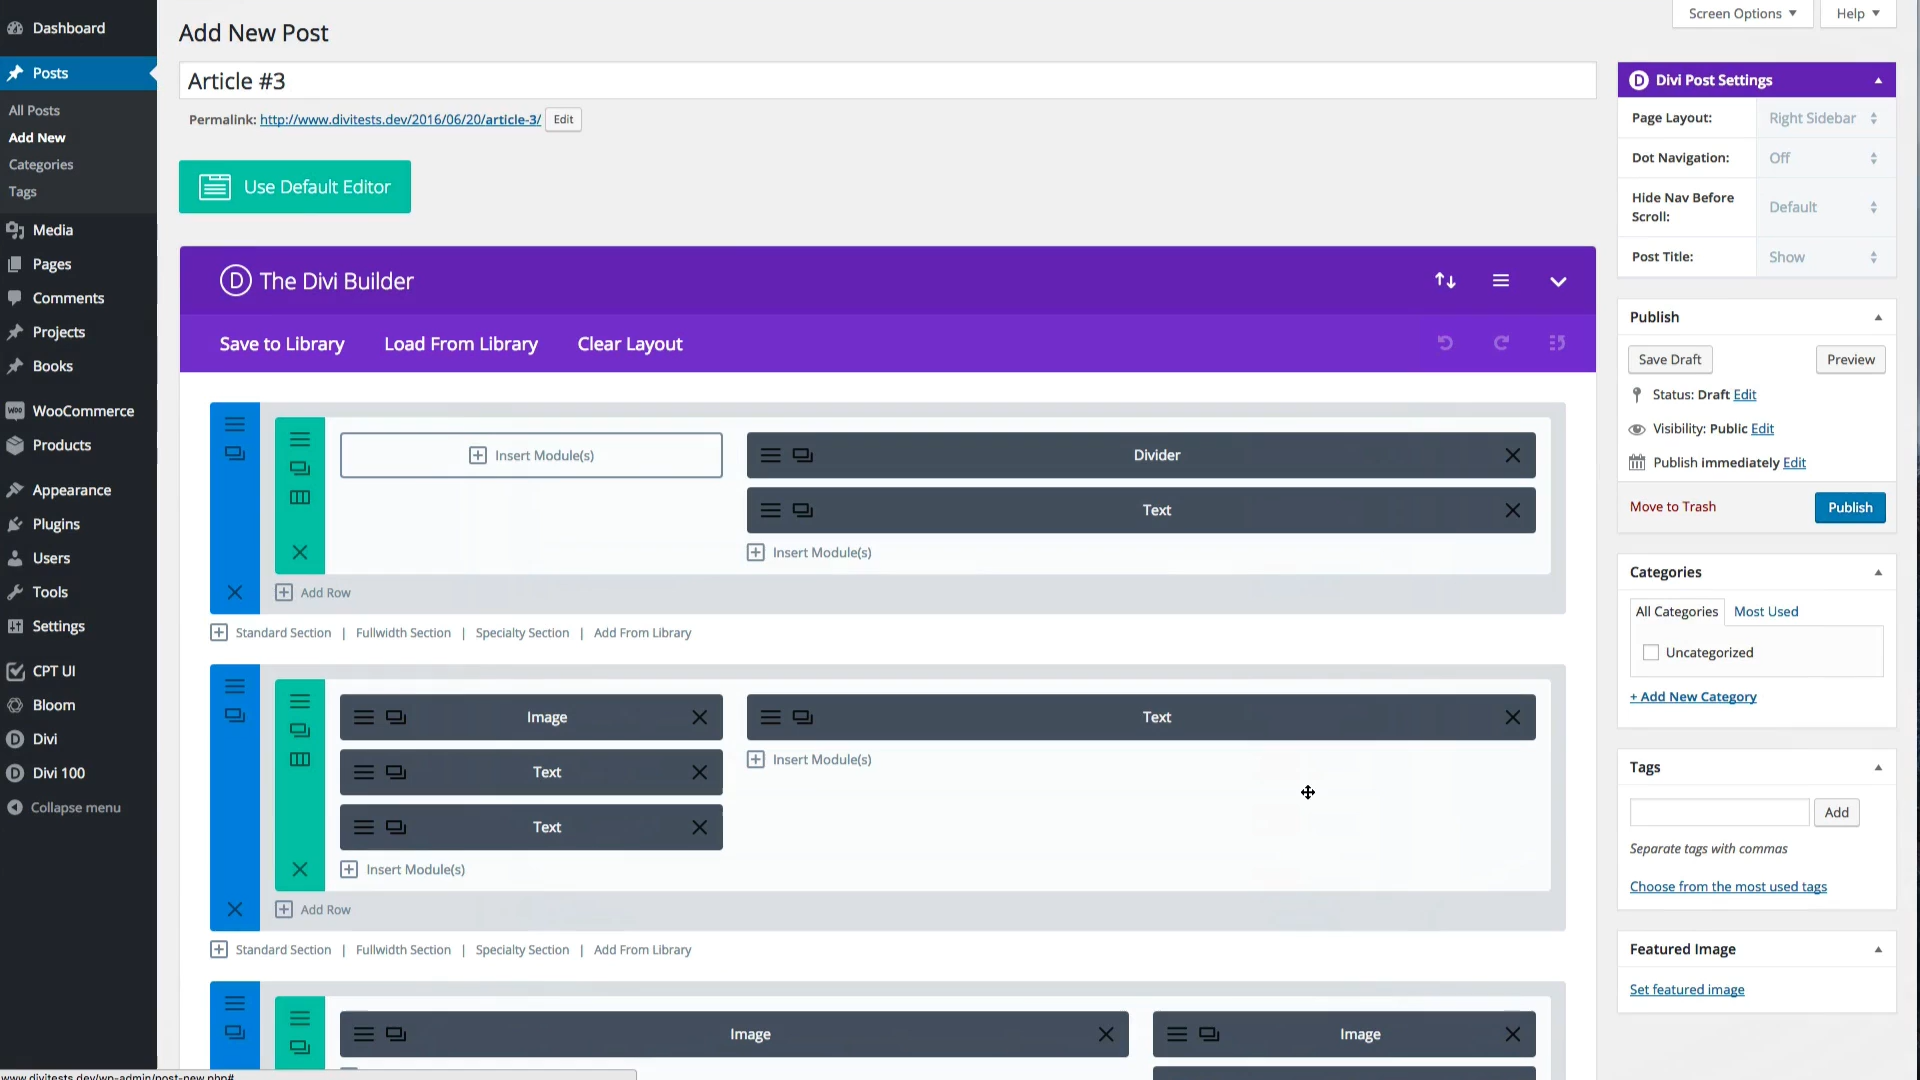 Dashboard
Posts
All Posts
Add New
Categories
Tags
Media
Pages
Comments
Projects
Books
WooCommerce
Products
Appearance
Plugins
Users
Tools
Settings
CPT UI
Bloom
Divi
Divi 100
Collapse menu
Screen Options
Help
Add New Post
Article #3
Permalink: http://www.divitests.dev/2016/06/20/article-3/ Edit
Use Default Editor
The Divi Builder
Save to Library Load From Library Clear Layout
Insert Module(s) Divider
Text
Insert Module(s)
Add Row
Standard Section | Fullwidth Section | Specialty Section | Add From Library
Image Text
Text Insert Module(s)
Text
Insert Module(s)
Add Row
Standard Section | Fullwidth Section | Specialty Section | Add From Library
Image Image
Divi Post Settings
Page Layout: Right Sidebar
Dot Navigation: Off
Hide Nav Before
Scroll: Default
Post Title: Show
Publish
Save Draft Preview
Status: Draft Edit
Visibility: Public Edit
Publish immediately Edit
Move to Trash Publish
Categories
All Categories Most Used
Uncategorized
+ Add New Category
Tags
Add
Separate tags with commas
Choose from the most used tags
Featured Image
Set featured image
www.divitests.dev/wp-admin/post-new.php#